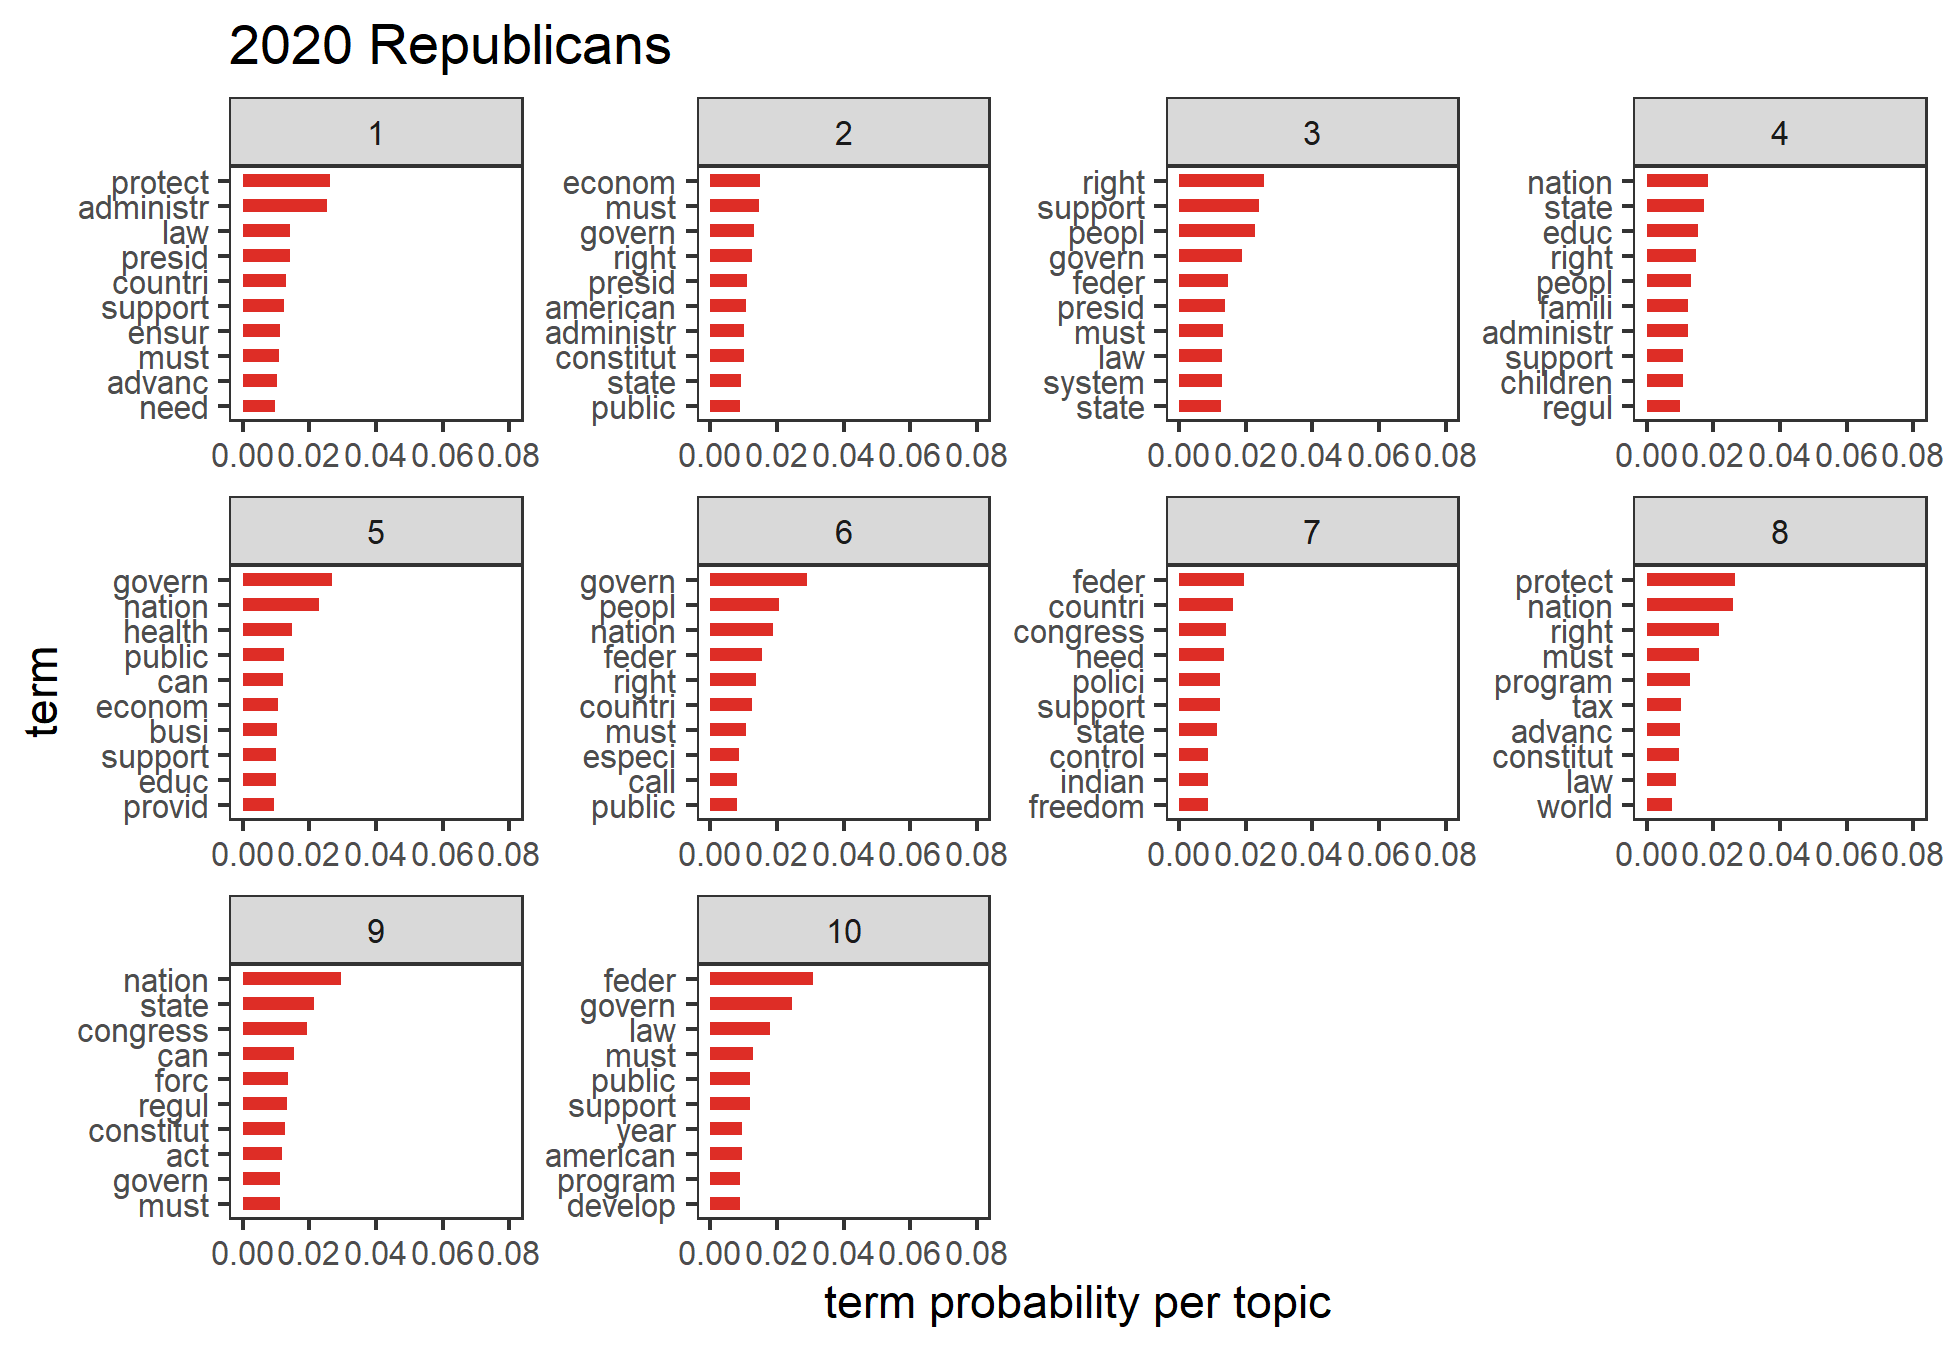 2020 Republicans
1
protect
administr
law
presid
countri
support
ensur
must
advanc
need
0.00 0.02 0.04 0.06 0.08
2
econom
must
govern
right
presid
american
administr
constitut
state
public
0.00 0.02 0.04 0.06 0.08
3
right
support
peopl
govern
feder
presid
must
law
system
state
0.00 0.02 0.04 0.06 0.08
4
nation
state
educ
right
peopl
famili
administr
support
children
regul
0.00 0.02 0.04 0.06 0.08
term
5
govern
nation
health
public
can
econom
busi
support
educ
provid
0.00 0.02 0.04 0.06 0.08
6
govern
peopl
nation
feder
right
countri
must
especi
call
public
0.00 0.02 0.04 0.06 0.08
7
feder
countri
congress
need
polici
support
state
control
indian
freedom
0.00 0.02 0.04 0.06 0.08
8
protect
nation
right
must
program
tax
advanc
constitut
law
world
0.00 0.02 0.04 0.06 0.08
9
nation
state
congress
can
forc
regul
constitut
act
govern
must
0.00 0.02 0.04 0.06 0.08
10
feder
govern
law
must
public
support
year
american
program
develop
0.00 0.02 0.04 0.06 0.08
term probability per topic